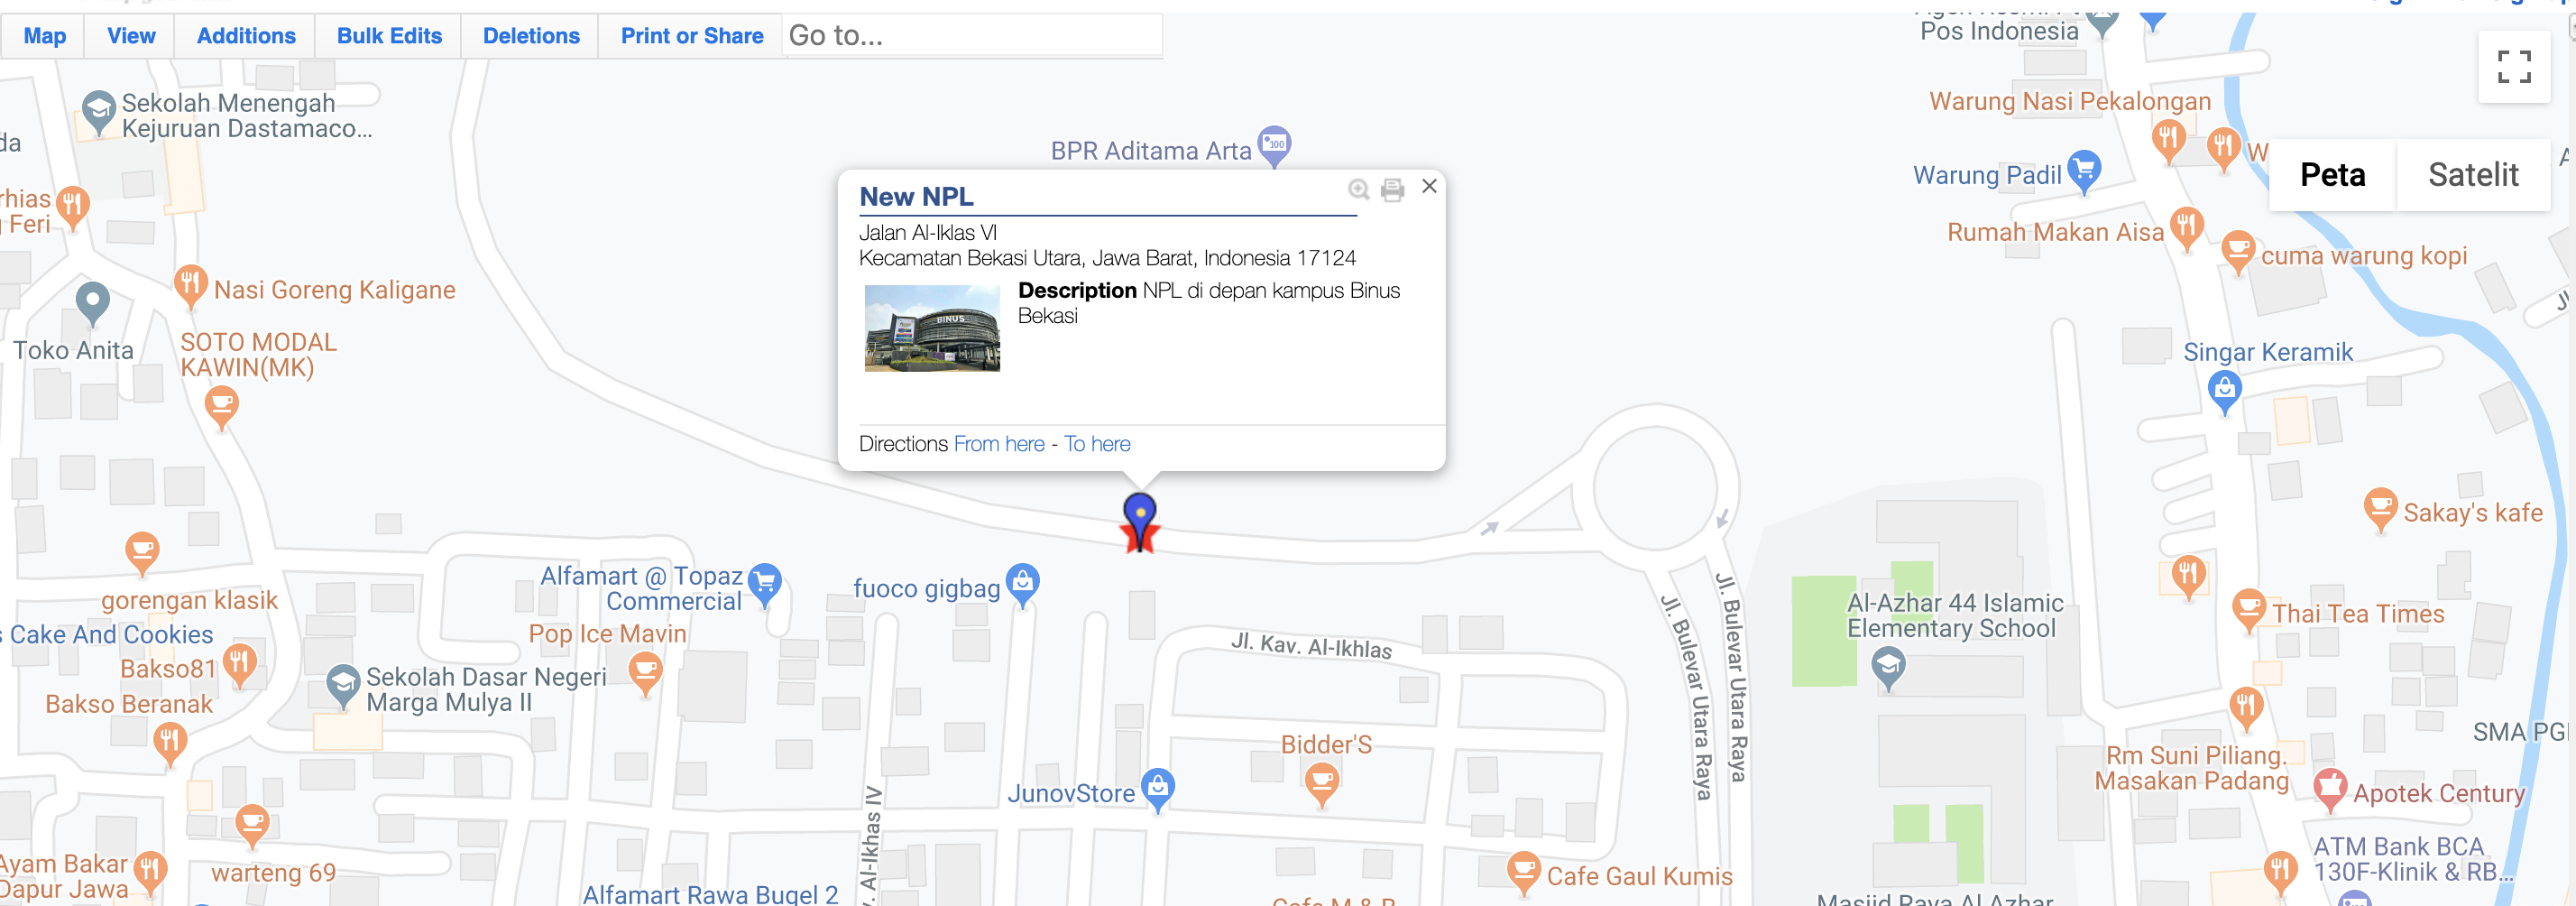 Map
View
Additions
Bulk Edits
Deletions
Print or Share
Go to...
Pos Indonesia
Sekolah Menengah
Kejuruan Dastamaco...
BPR Aditama Arta
Warung Nasi Pekalongan
Warung Padil
Peta
Satelit
Rumah Makan Aisa
cuma warung kopi
New NPL
Jalan Al-Iklas VI
Kecamatan Bekasi Utara, Jawa Barat, Indonesia 17124
BINUS
Description NPL di depan kampus Binus
Bekasi
Directions From here - To here
rhias
Feri
Nasi Goreng Kaligane
Toko Anita
SOTO MODAL
KAWIN(MK)
Singar Keramik
Sakay's kafe
gorengan klasik
Alfamart @ Topaz
Commercial
fuoco gigbag
Cake And Cookies
Pop Ice Mavin
Jl. Kav. Al-Ikhlas
Jl. Bulevar Utara Raya
Jl. Bulevar Utara Raya
Al-Azhar 44 Islamic
Elementary School
Thai Tea Times
Bakso81
Bakso Beranak
Sekolah Dasar Negeri
Marga Mulya II
Bidder'S
JunovStore
SMA PGI
Rm Suni Piliang.
Masakan Padang
Apotek Century
Al-Ikhas IV
Ayam Bakar
Dapur Jawa
warteng 69
Alfamart Rawa Bugel 2
Cafe Gaul Kumis
ATM Bank BCA
130F-Klinik & RB...
Cafe M & B
Masjid Raya Al Azhar